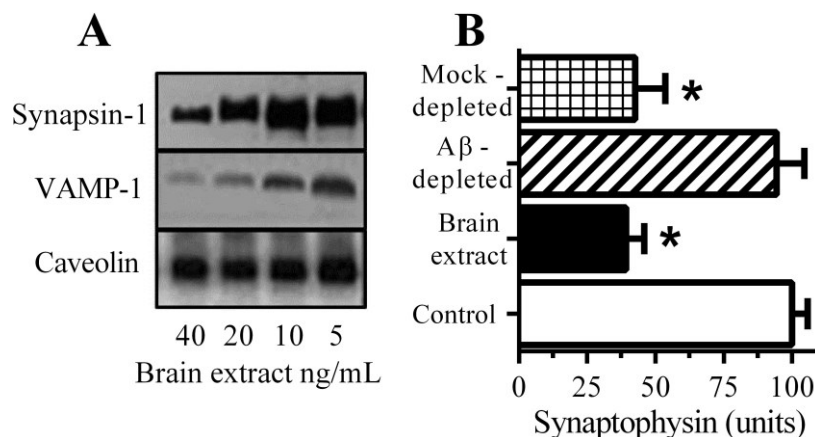 A
Synapsin-1
VAMP-1
Caveolin
40 20 10 5
Brain extract ng/mL
B
Mock -
depleted
*
Aβ -
depleted
Brain
extract
*
Control
0 25 50 75 100
Synaptophysin (units)